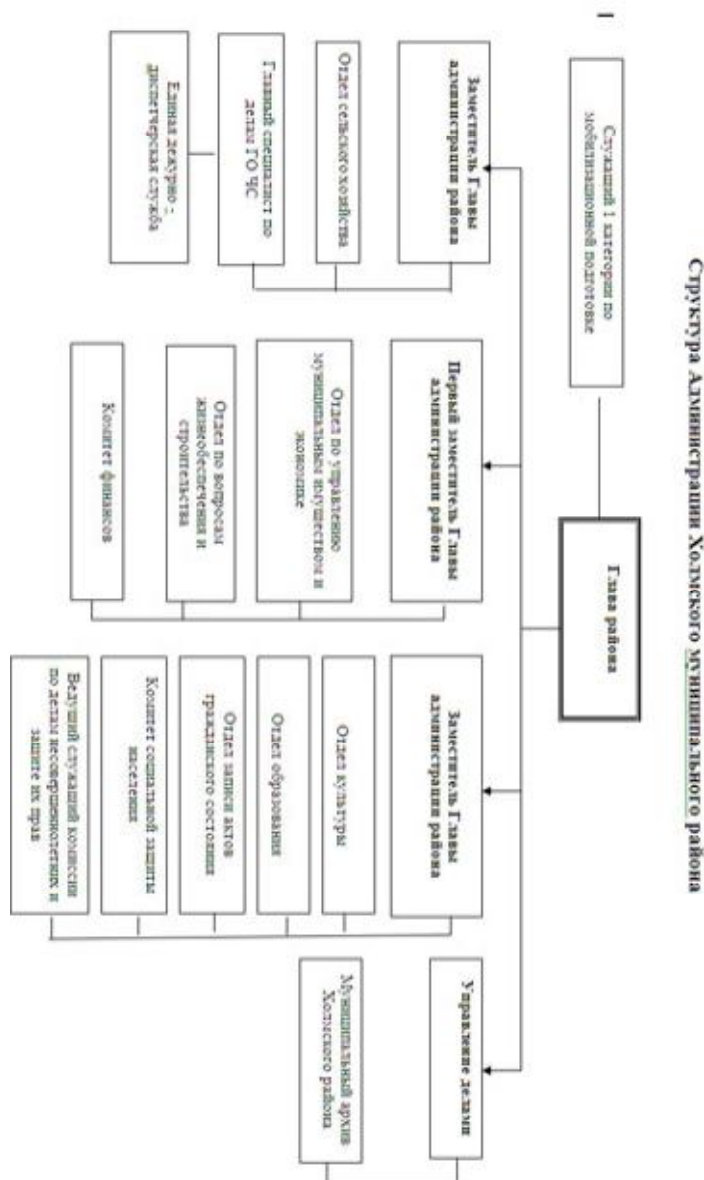 Структура Администрации Холмского муниципального района
Служащий 1 категории по
мобилизационной подготовке
Глава района
Заместитель Главы
администрации района
Отдел сельского хозяйства
Главный специалист по
делам ГО ЧС
Единая дежурно -
диспетчерская служба
Первый заместитель Главы
администрации района
Отдел по управлению
муниципальным имуществом и
экономике
Отдел по вопросам
жизнеобеспечения и
строительства
Комитет финансов
Заместитель Главы
администрации района
Отдел культуры
Отдел образования
Отдел записи актов
гражданского состояния
Комитет социальной защиты
населения
Ведущий служащий комиссии
по делам несовершеннолетних и
защите их прав
Управление делами
Муниципальный архив
Холмского района